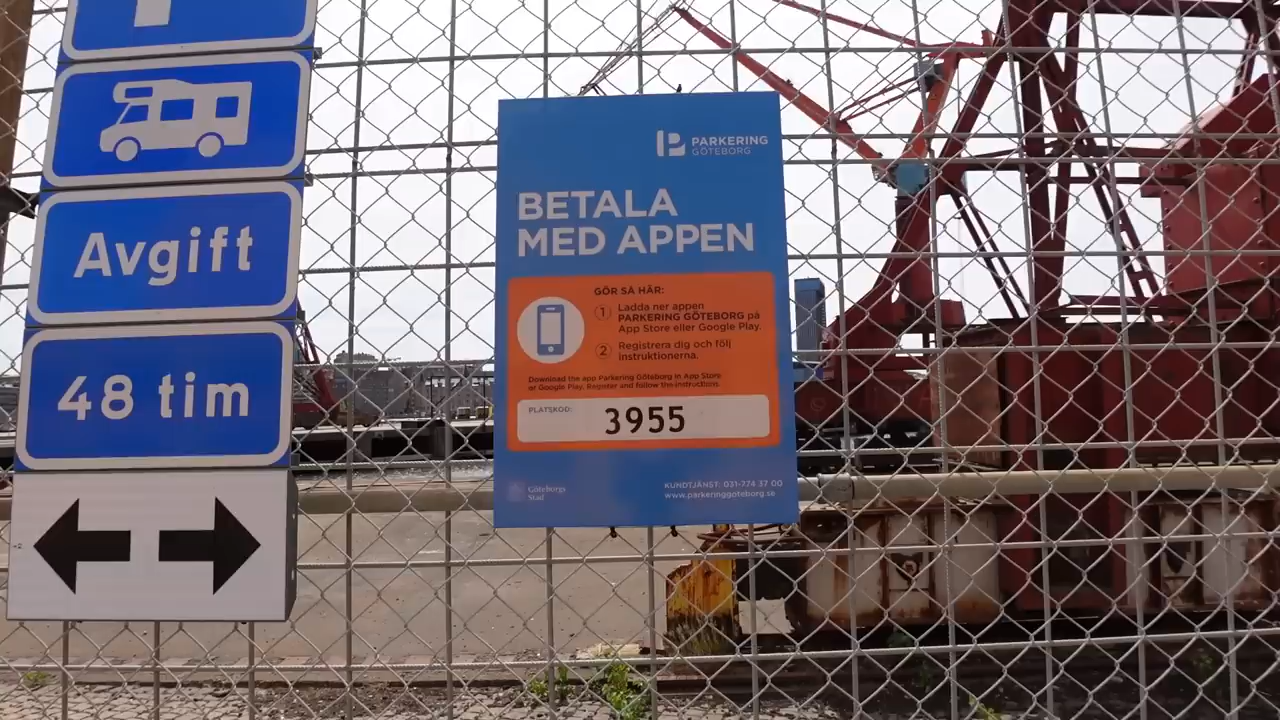 Avgift
48 tim
PARKERING
GÖTEBORG
BETALA
MED APPEN
GÖR SÅ HÄR:
1 Ladda ner appen
PARKERING GÖTEBORG på
App Store eller Google Play.
2 Registrera dig och följ
instruktionerna.
Download the app Parkering Göteborg in App Store
or Google Play. Register and follow the instructions.
PLATSKOD:
3955
Göteborgs
Stad
KUNDTJÄNST: 031-774 37 00
www.parkeringgoteborg.se